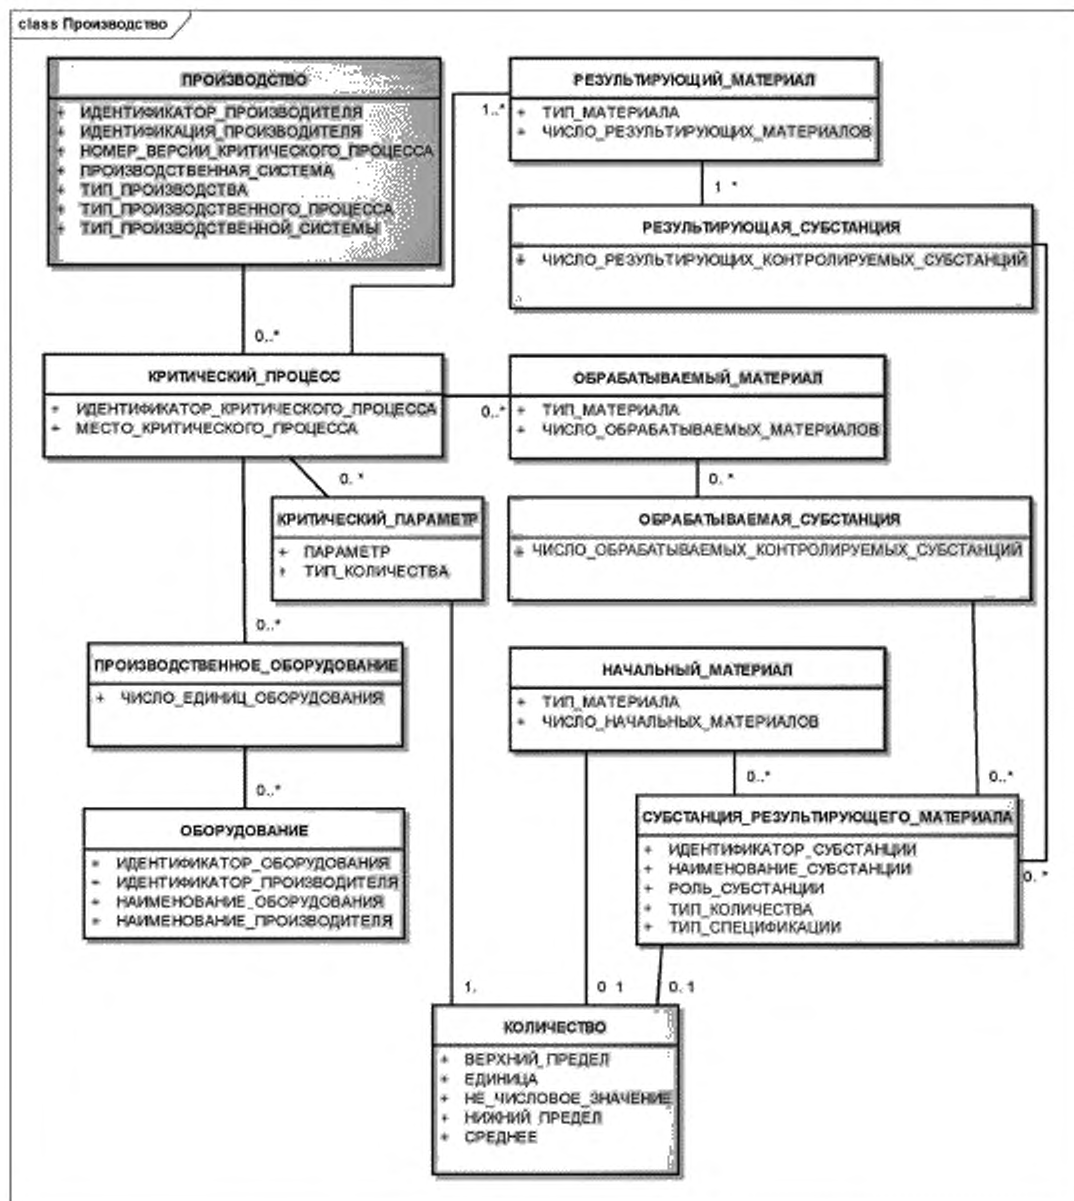 class Производство
ПРОИЗВОДСТВО
+ ИДЕНТИФИКАТОР_ПРОИЗВОДИТЕЛЯ
+ ИДЕНТИФИКАЦИЯ_ПРОИЗВОДИТЕЛЯ
+ НОМЕР_ВЕРСИИ_КРИТИЧЕСКОГО_ПРОЦЕССА
+ ПРОИЗВОДСТВЕННАЯ_СИСТЕМА
+ ТИП_ПРОИЗВОДСТВА
+ ТИП_ПРОИЗВОДСТВЕННОГО_ПРОЦЕССА
+ ТИП_ПРОИЗВОДСТВЕННОЙ_СИСТЕМЫ
РЕЗУЛЬТИРУЮЩИЙ_МАТЕРИАЛ
1..*
+ ТИП_МАТЕРИАЛА
+ ЧИСЛО_РЕЗУЛЬТИРУЮЩИХ_МАТЕРИАЛОВ
1 *
РЕЗУЛЬТИРУЮЩАЯ_СУБСТАНЦИЯ
+ ЧИСЛО_РЕЗУЛЬТИРУЮЩИХ_КОНТРОЛИРУЕМЫХ_СУБСТАНЦИЙ
0..*
КРИТИЧЕСКИЙ_ПРОЦЕСС
+ ИДЕНТИФИКАТОР_КРИТИЧЕСКОГО_ПРОЦЕССА
+ МЕСТО_КРИТИЧЕСКОГО_ПРОЦЕССА
ОБРАБАТЫВАЕМЫЙ_МАТЕРИАЛ
0..*
+ ТИП_МАТЕРИАЛА
+ ЧИСЛО_ОБРАБАТЫВАЕМЫХ_МАТЕРИАЛОВ
0. *
0. *
КРИТИЧЕСКИЙ_ПАРАМЕТР
+ ПАРАМЕТР
+ ТИП_КОЛИЧЕСТВА
ОБРАБАТЫВАЕМАЯ_СУБСТАНЦИЯ
+ ЧИСЛО_ОБРАБАТЫВАЕМЫХ_КОНТРОЛИРУЕМЫХ_СУБСТАНЦИЙ
0..*
ПРОИЗВОДСТВЕННОЕ_ОБОРУДОВАНИЕ
+ ЧИСЛО_ЕДИНИЦ_ОБОРУДОВАНИЯ
НАЧАЛЬНЫЙ_МАТЕРИАЛ
+ ТИП_МАТЕРИАЛА
+ ЧИСЛО_НАЧАЛЬНЫХ_МАТЕРИАЛОВ
0..*
0..*
0..*
ОБОРУДОВАНИЕ
+ ИДЕНТИФИКАТОР_ОБОРУДОВАНИЯ
+ ИДЕНТИФИКАТОР_ПРОИЗВОДИТЕЛЯ
+ НАИМЕНОВАНИЕ_ОБОРУДОВАНИЯ
+ НАИМЕНОВАНИЕ_ПРОИЗВОДИТЕЛЯ
СУБСТАНЦИЯ_РЕЗУЛЬТИРУЮЩЕГО_МАТЕРИАЛА
+ ИДЕНТИФИКАТОР_СУБСТАНЦИИ
+ НАИМЕНОВАНИЕ_СУБСТАНЦИИ
+ РОЛЬ_СУБСТАНЦИИ
+ ТИП_КОЛИЧЕСТВА
+ ТИП_СПЕЦИФИКАЦИИ
0. *
1.
0 1
0. 1
КОЛИЧЕСТВО
+ ВЕРХНИЙ_ПРЕДЕЛ
+ ЕДИНИЦА
+ НЕ_ЧИСЛОВОЕ_ЗНАЧЕНИЕ
+ НИЖНИЙ_ПРЕДЕЛ
+ СРЕДНЕЕ